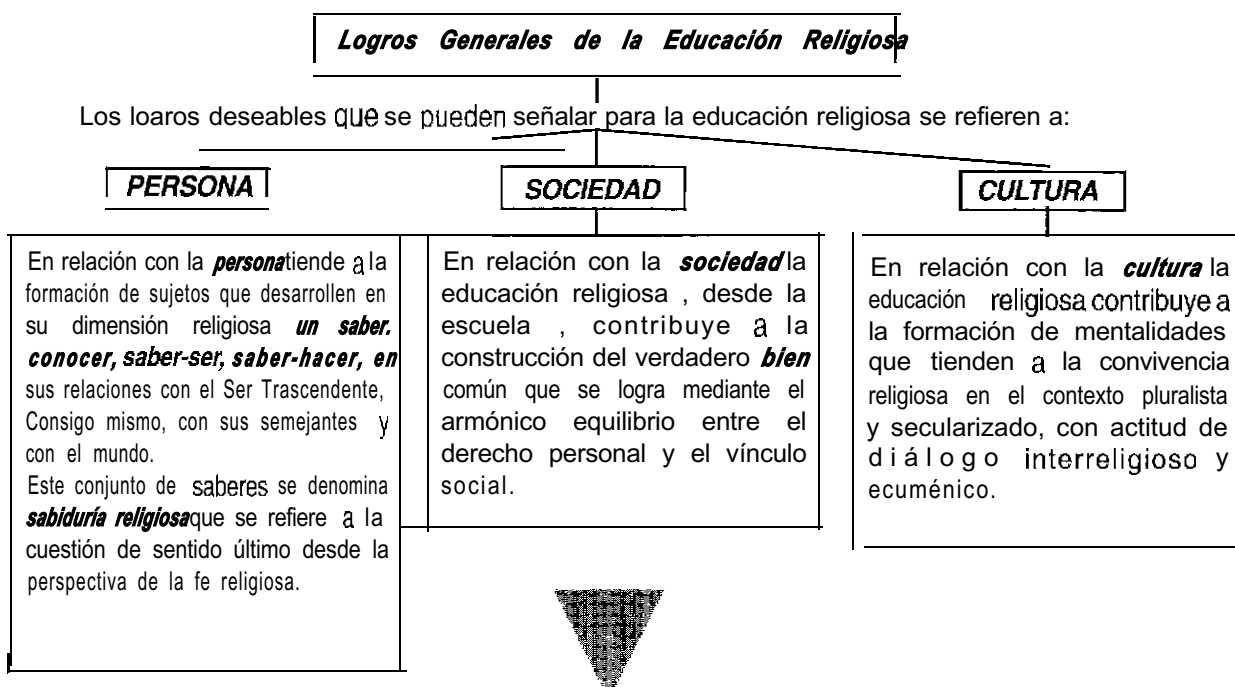 Logros Generales de la Educación Religiosa
Los loaros deseables que se pueden señalar para la educación religiosa se refieren a:
PERSONA
En relación con la personatiende a la
formación de sujetos que desarrollen en
su dimensión religiosa un saber.
conocer, saber-ser, saber-hacer, en
sus relaciones con el Ser Trascendente,
Consigo mismo, con sus semejantes y
con el mundo.
Este conjunto de saberes se denomina
sabiduría religiosaque se refiere a la
cuestión de sentido último desde la
perspectiva de la fe religiosa.
SOCIEDAD
En relación con la sociedad la
educación religiosa , desde la
escuela , contribuye a la
construcción del verdadero bien
común que se logra mediante el
armónico equilibrio entre el
derecho personal y el vínculo
social.
CULTURA
En relación con la cultura la
educación religiosa contribuye a
la formación de mentalidades
que tienden a la convivencia
religiosa en el contexto pluralista
y secularizado, con actitud de
diálogo interreligioso y
ecuménico.